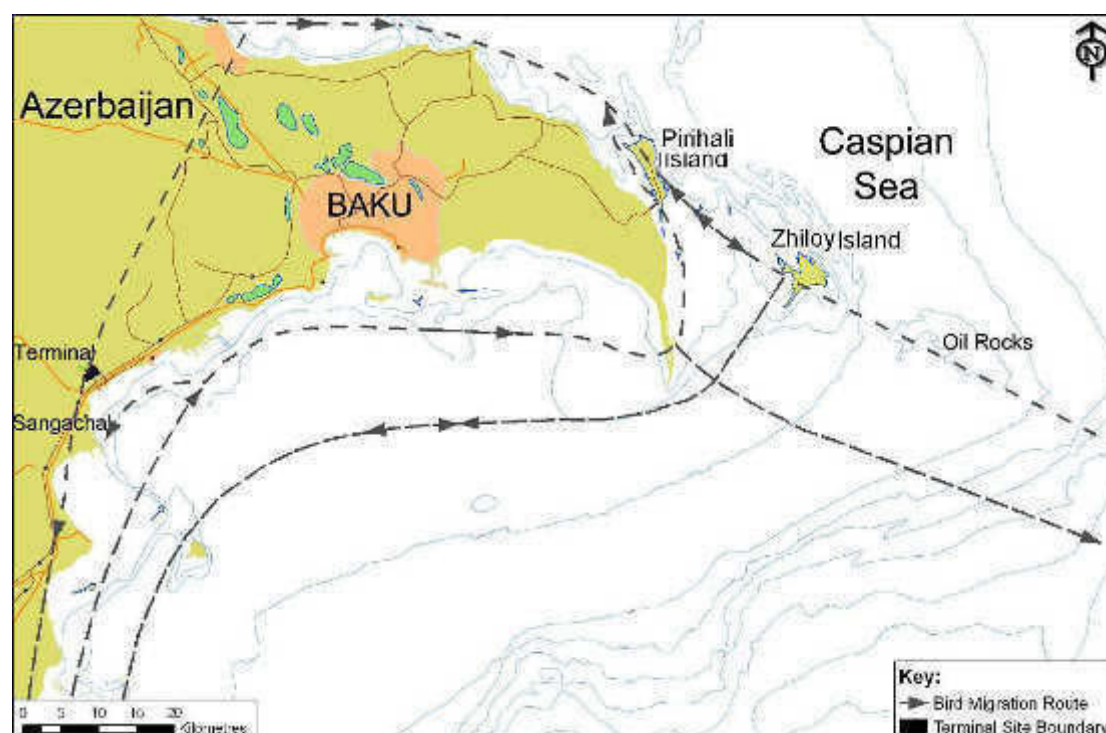 N
Azerbaijan
Pirihali
Iisland
Caspian
Sea
BAKU
Zhiloy Island
Oil Rocks
Terminal
Sangachal
0 5 10 15 20
Kilometres
Key:
Bird Migration Route
Terminal Site Boundary